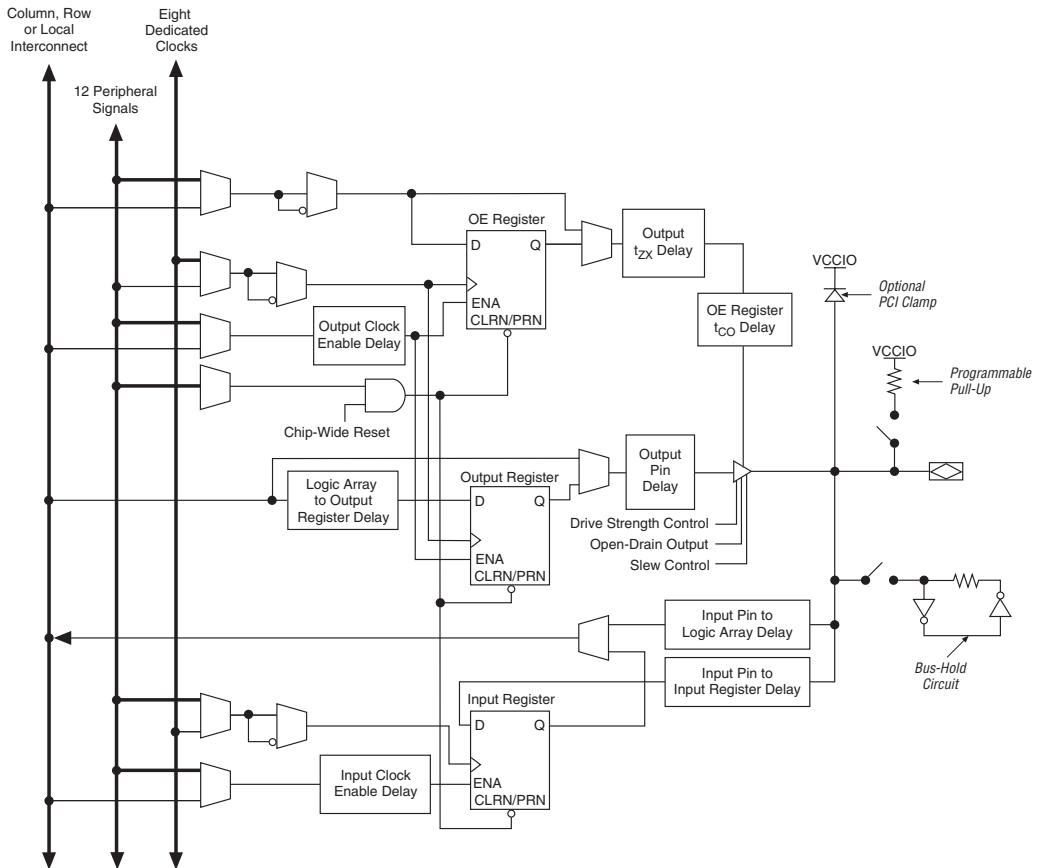 Column, Row
or Local
Interconnect
Eight
Dedicated
Clocks
12 Peripheral
Signals
OE Register
D
Q
ENA
CLRN/PRN
Output
tZX Delay
OE Register
tCO Delay
VCCIO
Optional
PCI Clamp
VCCIO
Programmable
Pull-Up
Output Clock
Enable Delay
Chip-Wide Reset
Logic Array
to Output
Register Delay
Output Register
D
Q
ENA
CLRN/PRN
Output
Pin
Delay
Drive Strength Control
Open-Drain Output
Slew Control
Input Pin to
Logic Array Delay
Input Pin to
Input Register Delay
Bus-Hold
Circuit
Input Register
D
Q
ENA
CLRN/PRN
Input Clock
Enable Delay